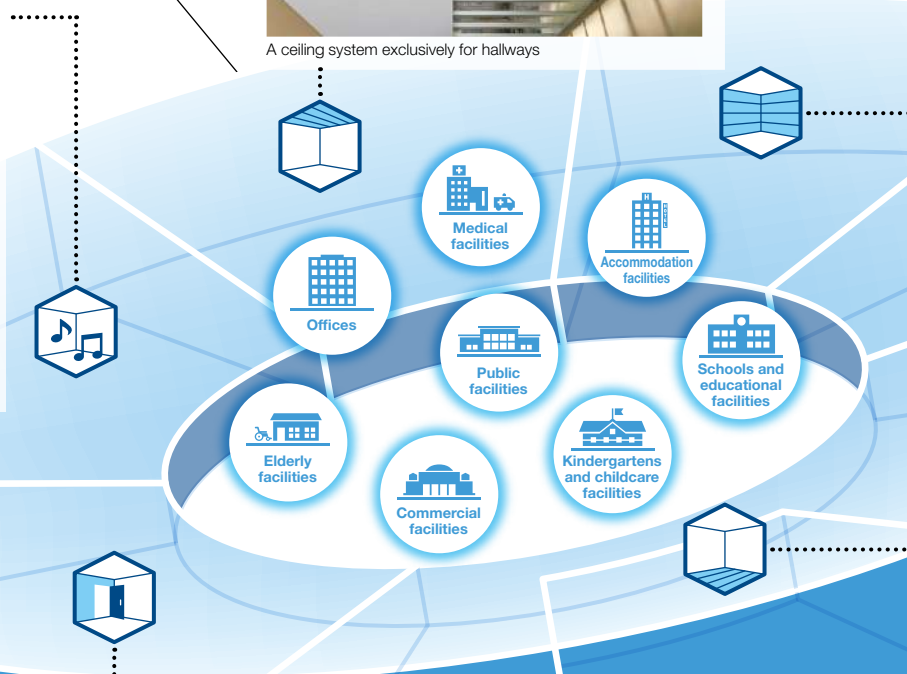 A ceiling system exclusively for hallways
Medical
facilities
Accommodation
facilities
Offices
Public
facilities
Schools and
educational
facilities
Elderly
facilities
Kindergartens
and childcare
facilities
Commercial
facilities